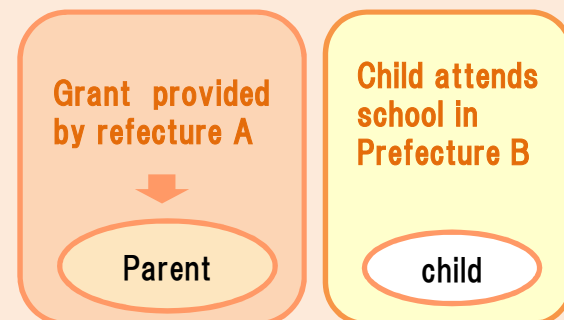 Grant provided
by refecture A
Parent
Child attends
school in
Prefecture B
child